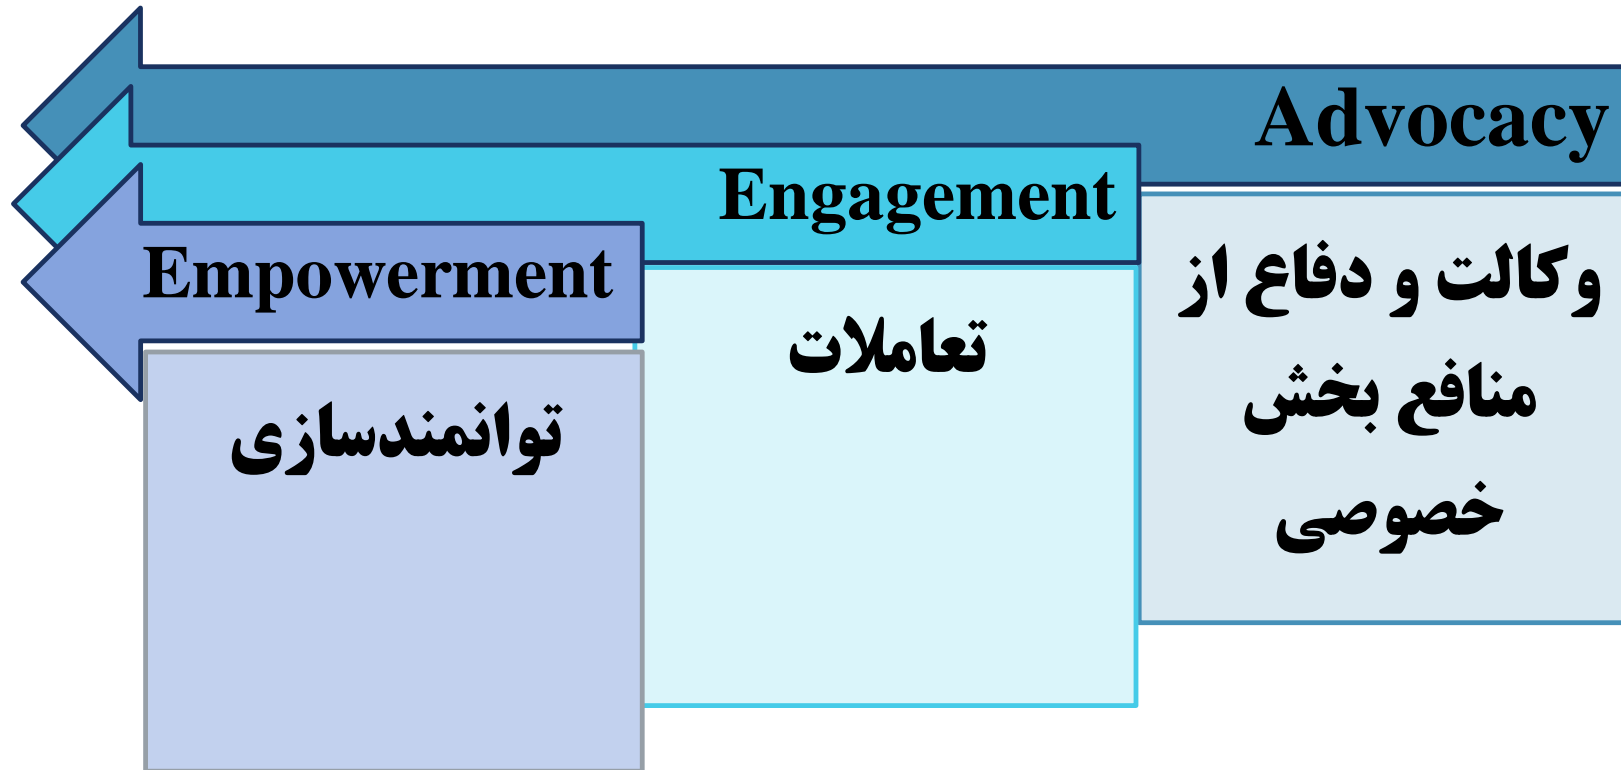 Advocacy
وکالت و دفاع از
منافع بخش
خصوصی
Engagement
تعاملات
Empowerment
توانمندسازی